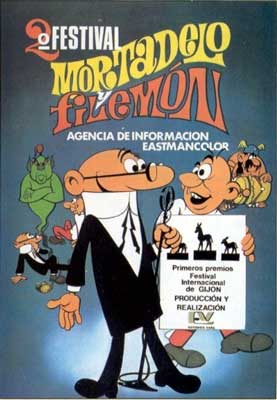 2º FESTIVAL
MORTADELO
y
filEMÓN
AGENCIA DE INFORMACION
EASTMANCOLOR
Primeros premios
Festival
Internacional
de GIJON
PRODUCCIÓN Y
REALIZACIÓN